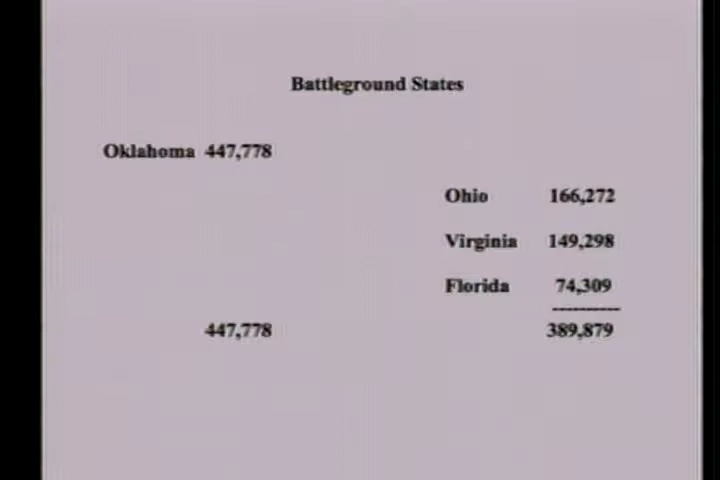 Battleground States
Oklahoma 447,778
Ohio 166,272
Virginia 149,298
Florida 74,309
----------
447,778 389,879